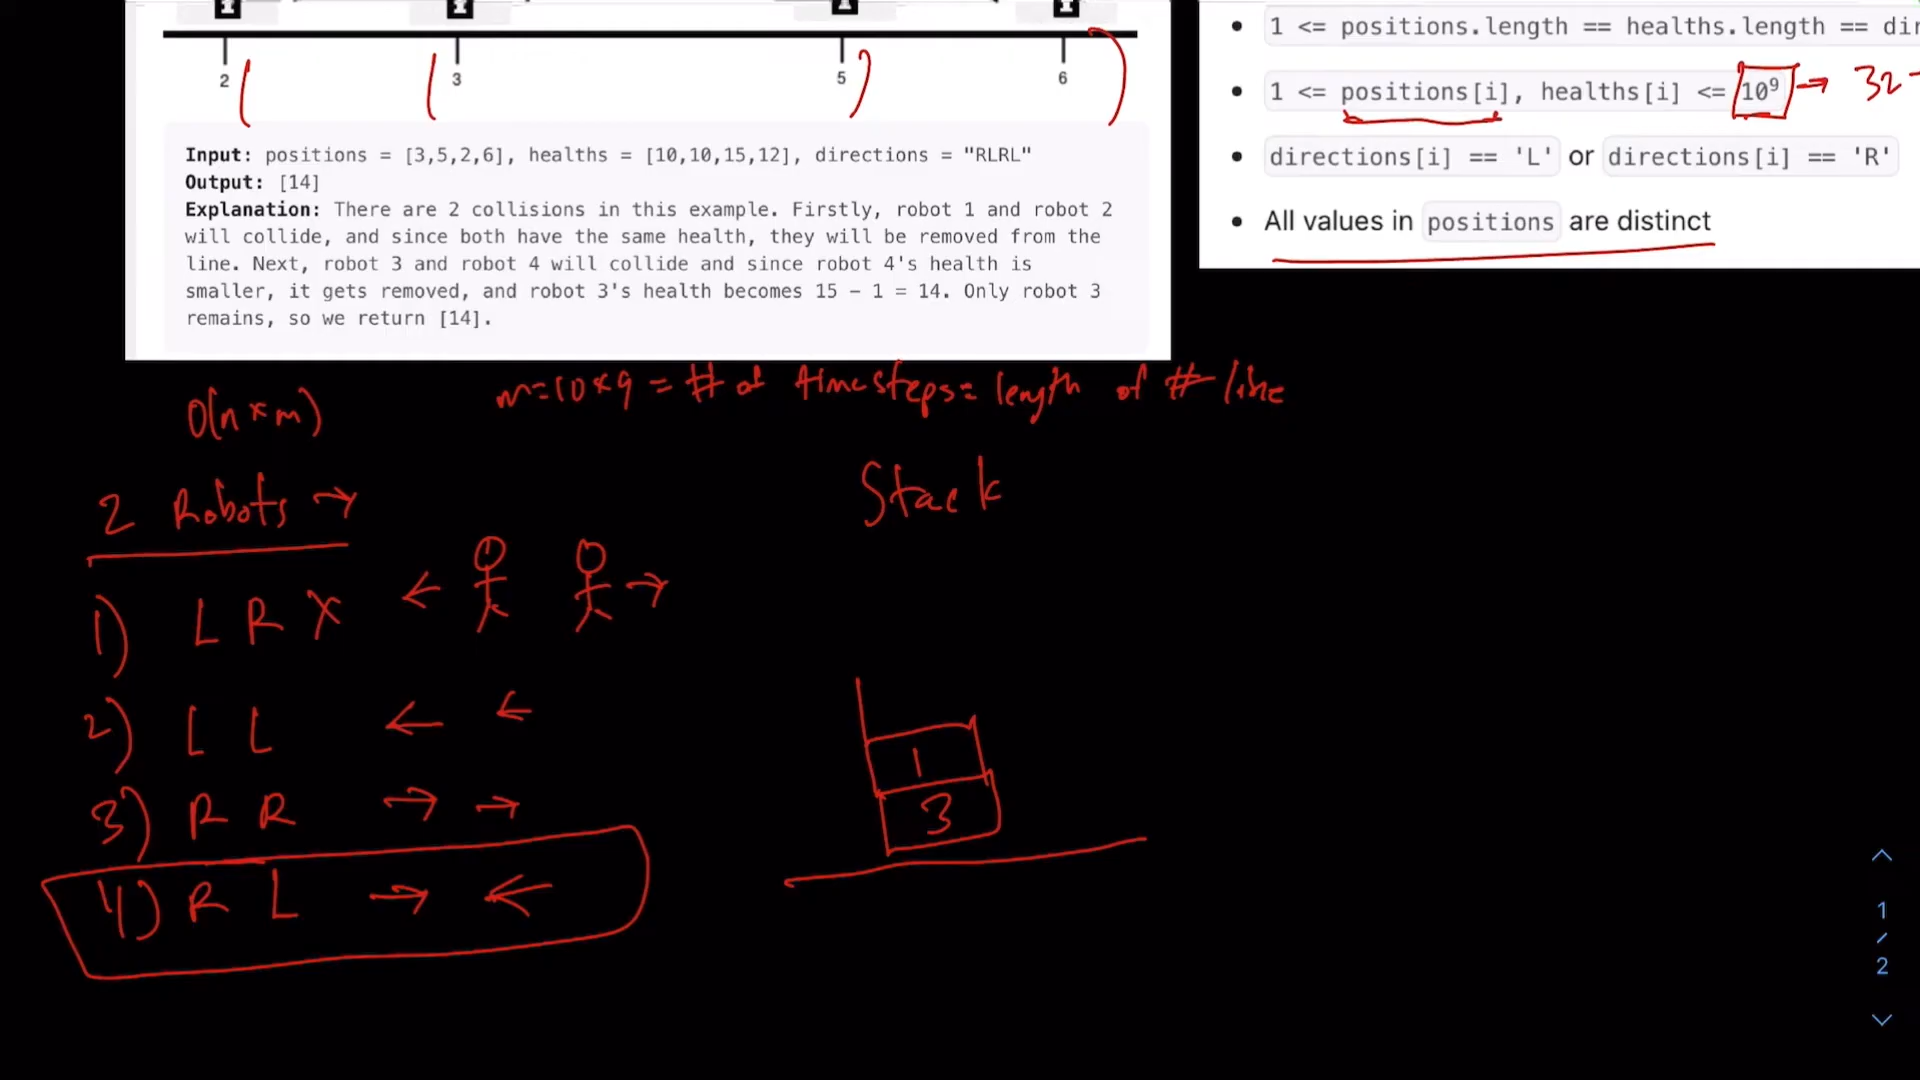 2 3 5 6
Input: positions = [3,5,2,6], healths = [10,10,15,12], directions = "RLRL"
Output: [14]
Explanation: There are 2 collisions in this example. Firstly, robot 1 and robot 2
will collide, and since both have the same health, they will be removed from the
line. Next, robot 3 and robot 4 will collide and since robot 4's health is
smaller, it gets removed, and robot 3's health becomes 15 - 1 = 14. Only robot 3
remains, so we return [14].
1 <= positions.length == healths.length == dir
1 <= positions[i], healths[i] <= 10⁹ → 32
directions[i] == 'L' or directions[i] == 'R'
All values in positions are distinct
O(n * m)
m=10*9 = # of timesteps= length of # line
2 Robots →
Stack
1) L R X ← →
2) L L ← ←
3) R R → →
4) R L → ←
1
3
1
/
2